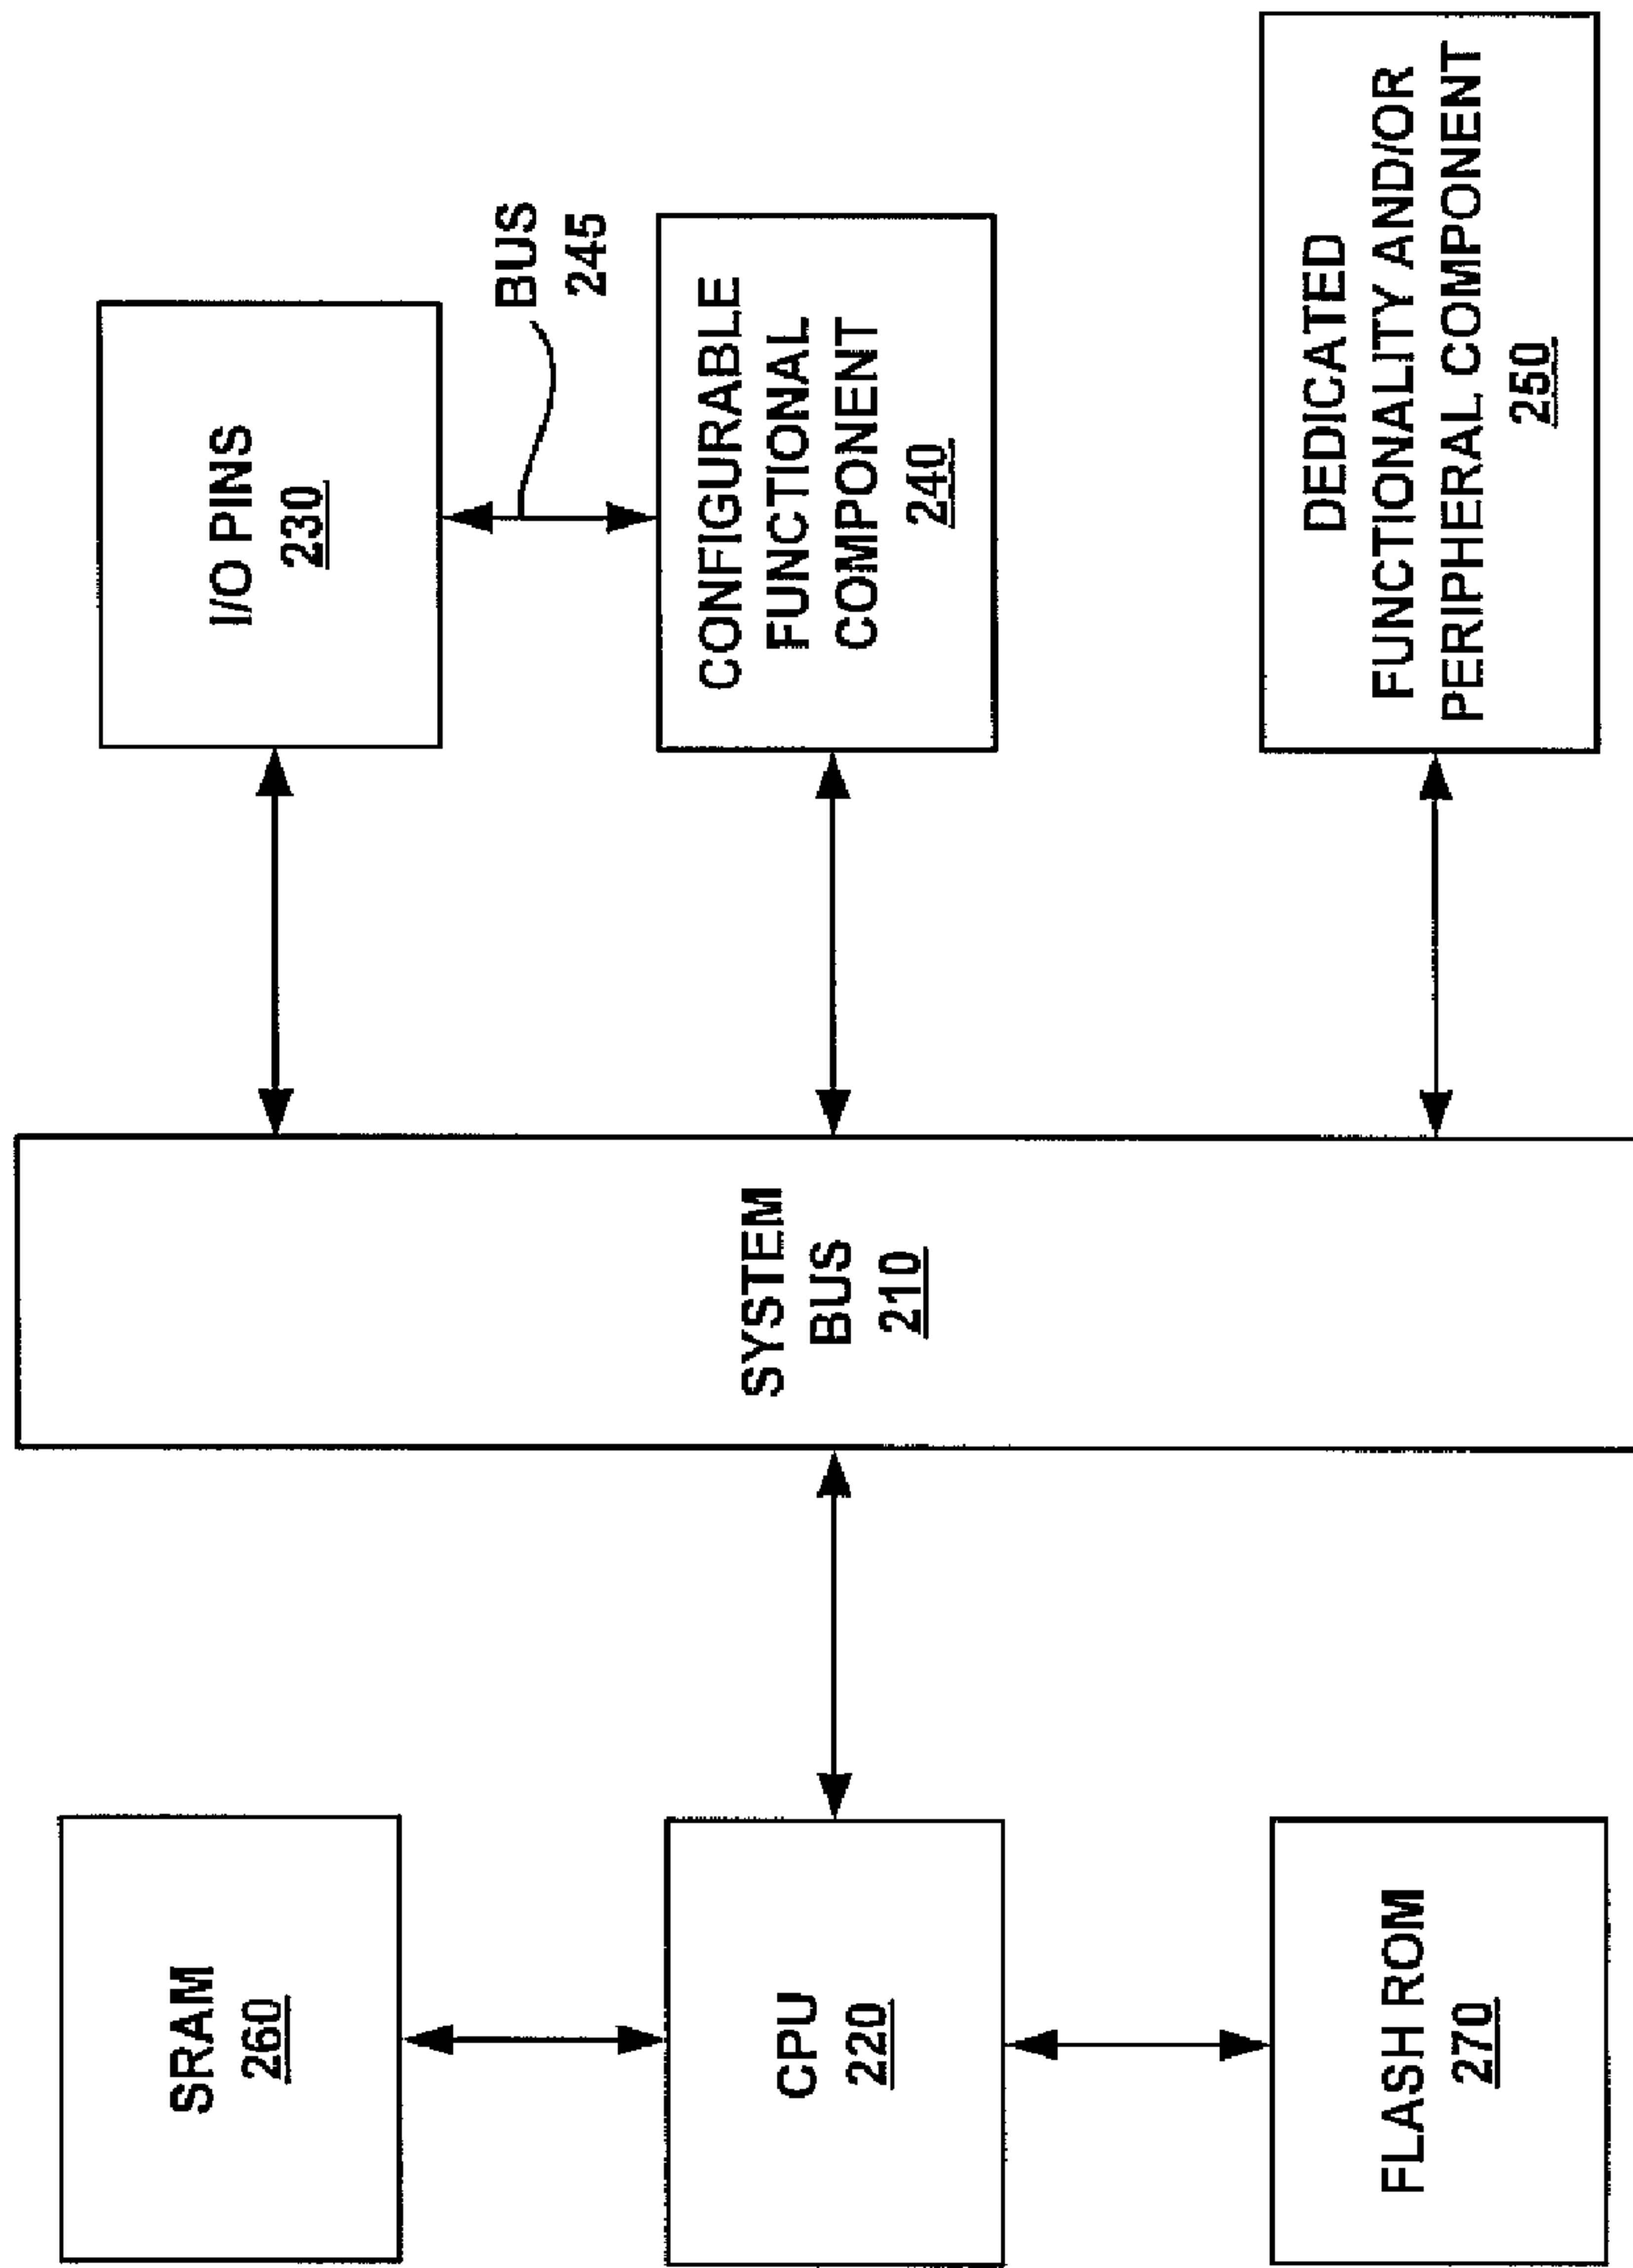 SRAM
260
CPU
220
FLASH ROM
270
SYSTEM
BUS
210
I/O PINS
230
BUS
245
CONFIGURABLE
FUNCTIONAL
COMPONENT
240
DEDICATED
FUNCTIONALITY AND/OR
PERIPHERAL COMPONENT
250